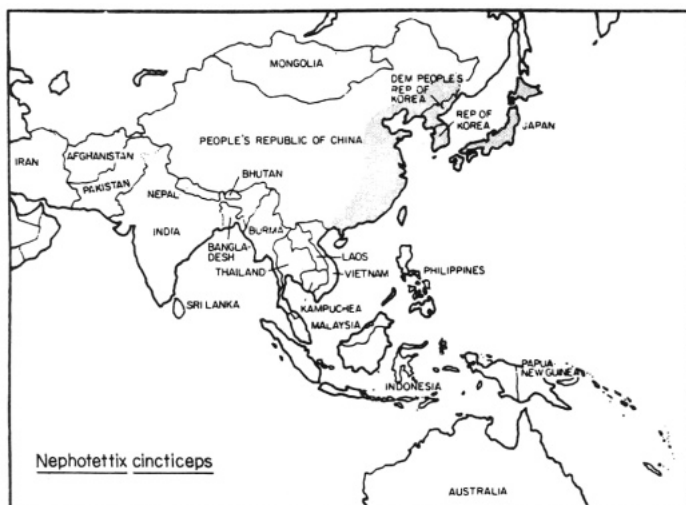 MONGOLIA
DEM PEOPLE'S
REP OF
KOREA
PEOPLE'S REPUBLIC OF CHINA
REP OF
KOREA
JAPAN
IRAN
AFGHANISTAN
PAKISTAN
NEPAL
BHUTAN
INDIA
BURMA
BANGLA-
DESH
LAOS
THAILAND
VIETNAM
PHILIPPINES
SRI LANKA
KAMPUCHEA
MALAYSIA
PAPUA
NEW GUINEA
INDONESIA
Nephotettix cincticeps
AUSTRALIA